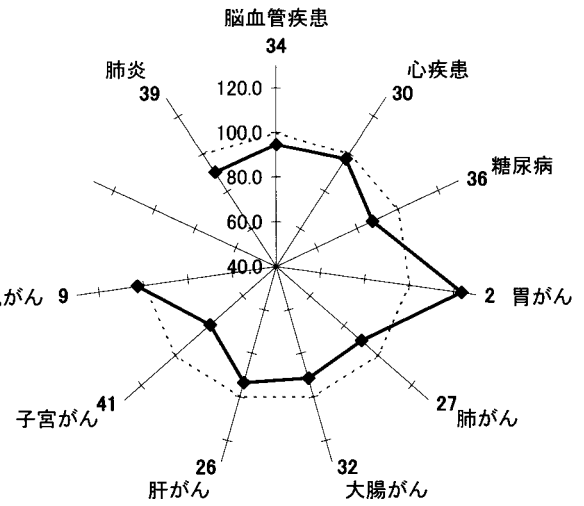 脳血管疾患
34
肺炎
39
心疾患
30
120.0
100.0
80.0
60.0
40.0
糖尿病
36
がん 9
2 胃がん
子宮がん 41
27 肺がん
26
肝がん
32
大腸がん